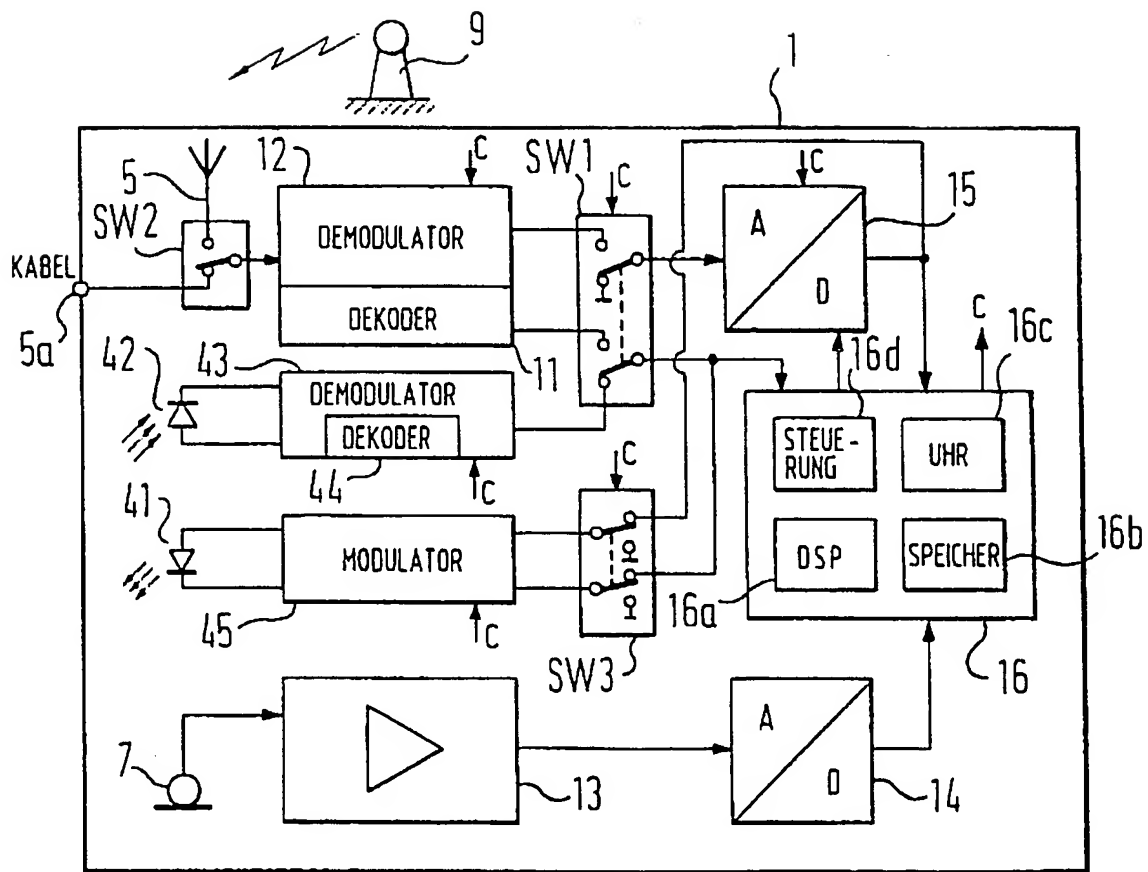 9
1
12
C
SW1
5
C
C
SW2
A
15
DEMODULATOR
KABEL
D
5a
DEKODER
16d
C
16c
42
43
11
DEMODULATOR
DEKODER
STEUE-
RUNG
UHR
C
44
C
41
MODULATOR
DSP
SPEICHER
16b
45
C
16a
SW3
16
A
7
13
D
14